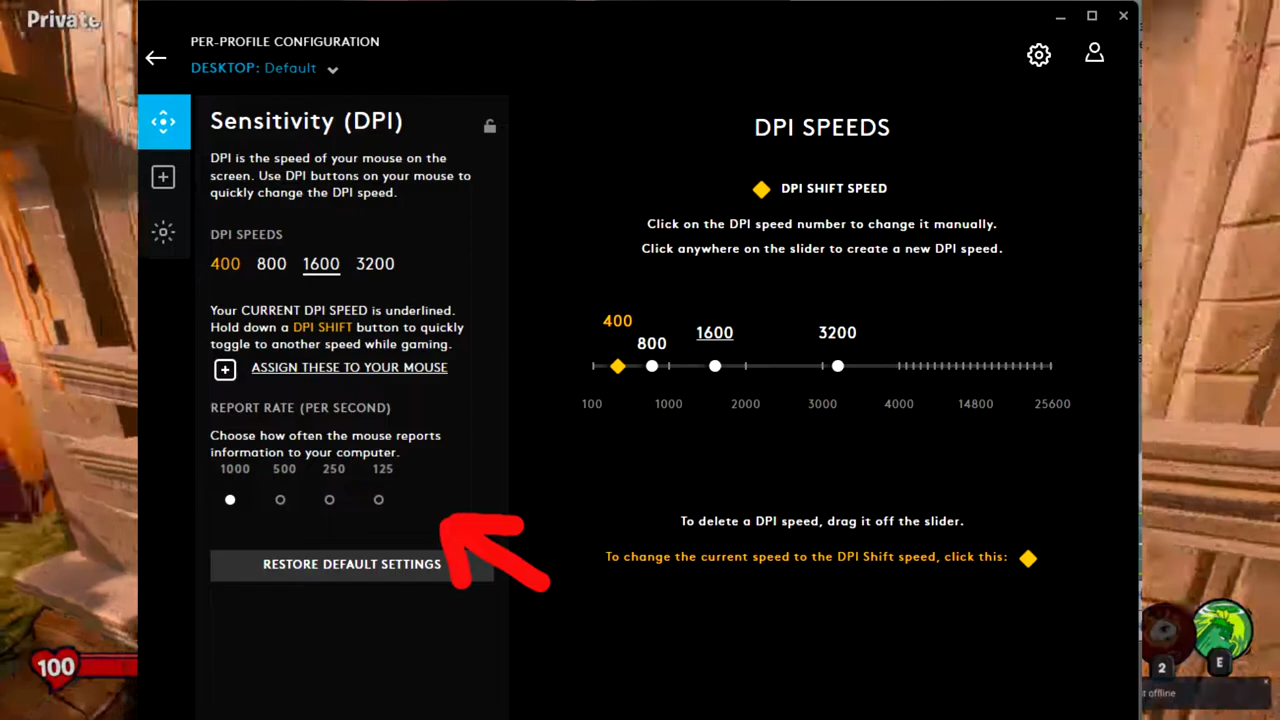 Private
PER-PROFILE CONFIGURATION
DESKTOP: Default
Sensitivity (DPI)
DPI is the speed of your mouse on the
screen. Use DPI buttons on your mouse to
quickly change the DPI speed.
DPI SPEEDS
400 800 1600 3200
Your CURRENT DPI SPEED is underlined.
Hold down a DPI SHIFT button to quickly
toggle to another speed while gaming.
ASSIGN THESE TO YOUR MOUSE
REPORT RATE (PER SECOND)
Choose how often the mouse reports
information to your computer.
1000 500 250 125
RESTORE DEFAULT SETTINGS
DPI SPEEDS
DPI SHIFT SPEED
Click on the DPI speed number to change it manually.
Click anywhere on the slider to create a new DPI speed.
400
800
1600
3200
100 1000 2000 3000 4000 14800 25600
To delete a DPI speed, drag it off the slider.
To change the current speed to the DPI Shift speed, click this:
100
2
E
t offline